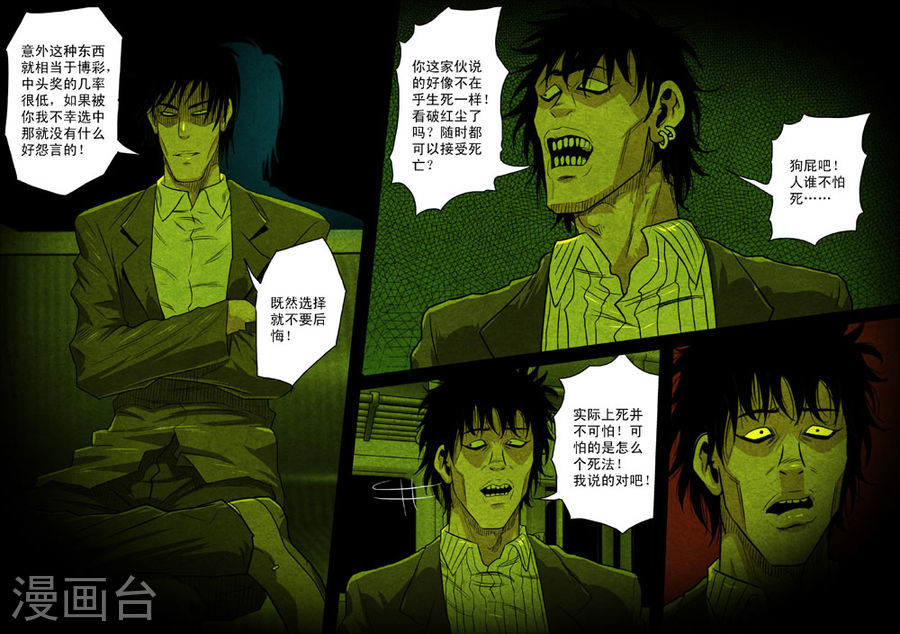 意外这种东西
就相当于博彩，
中头奖的几率
很低，如果被
你我不幸选中
那就没有什么
好怨言的！
既然选择
就不要后
悔！
你这家伙说
的好像不在
乎生死一样！
看破红尘了
吗？随时都
可以接受死
亡？
狗屁吧！
人谁不怕
死……
实际上死并
不可怕！可
怕的是怎么
个死法！
我说的对吧！
漫画台